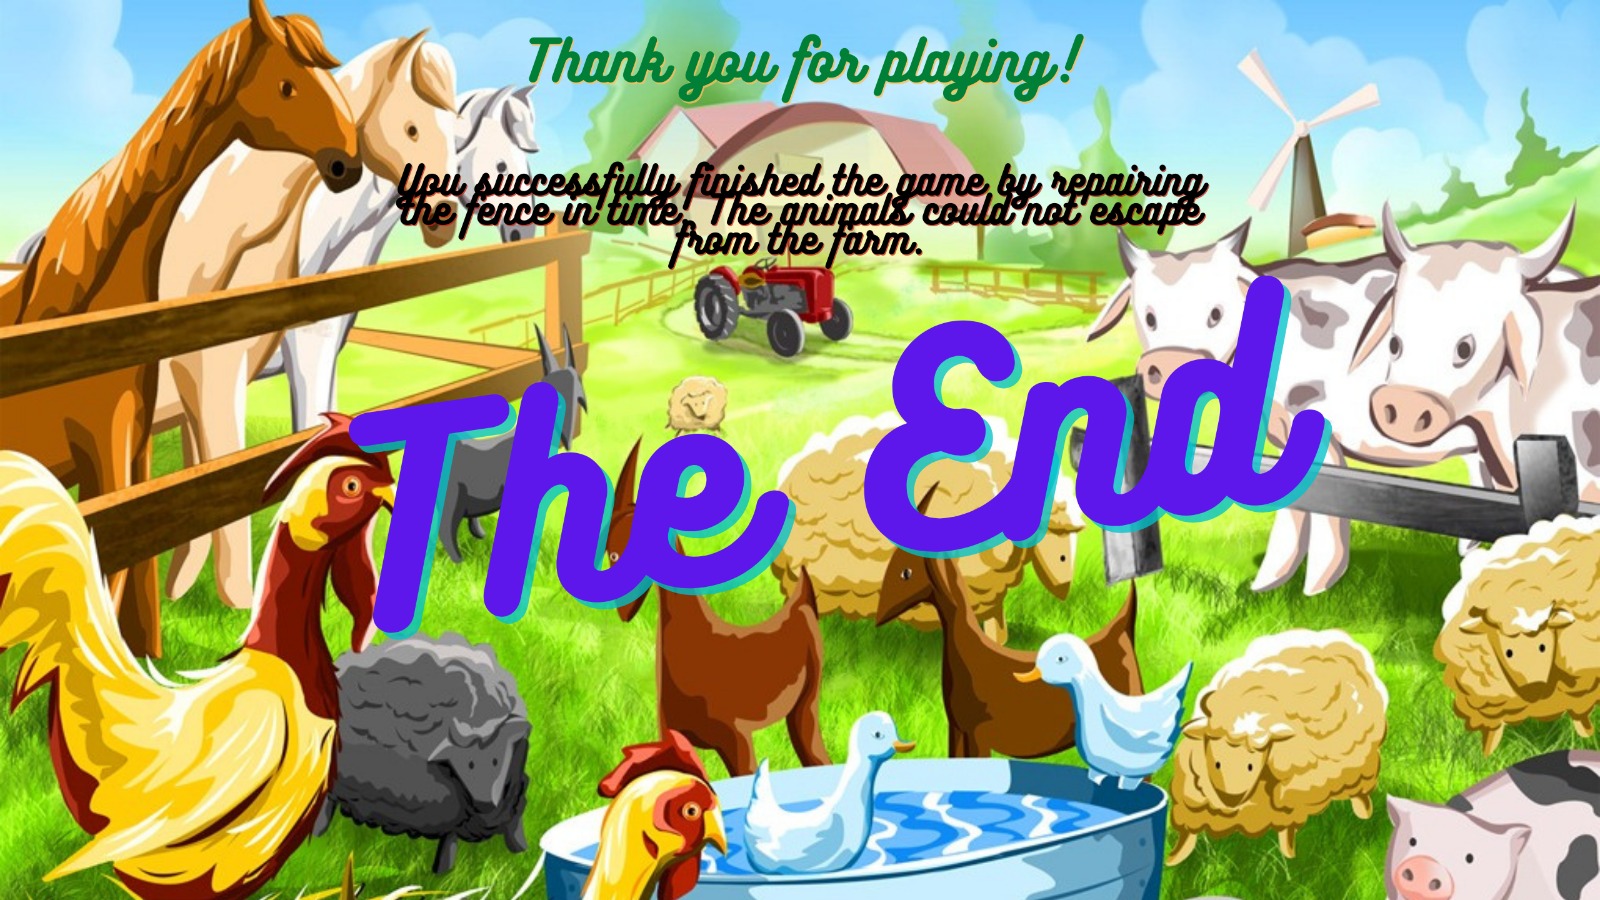 Thank you for playing!
You successfully finished the game by repairing
the fence in time. The animals could not escape
from the farm.
The End